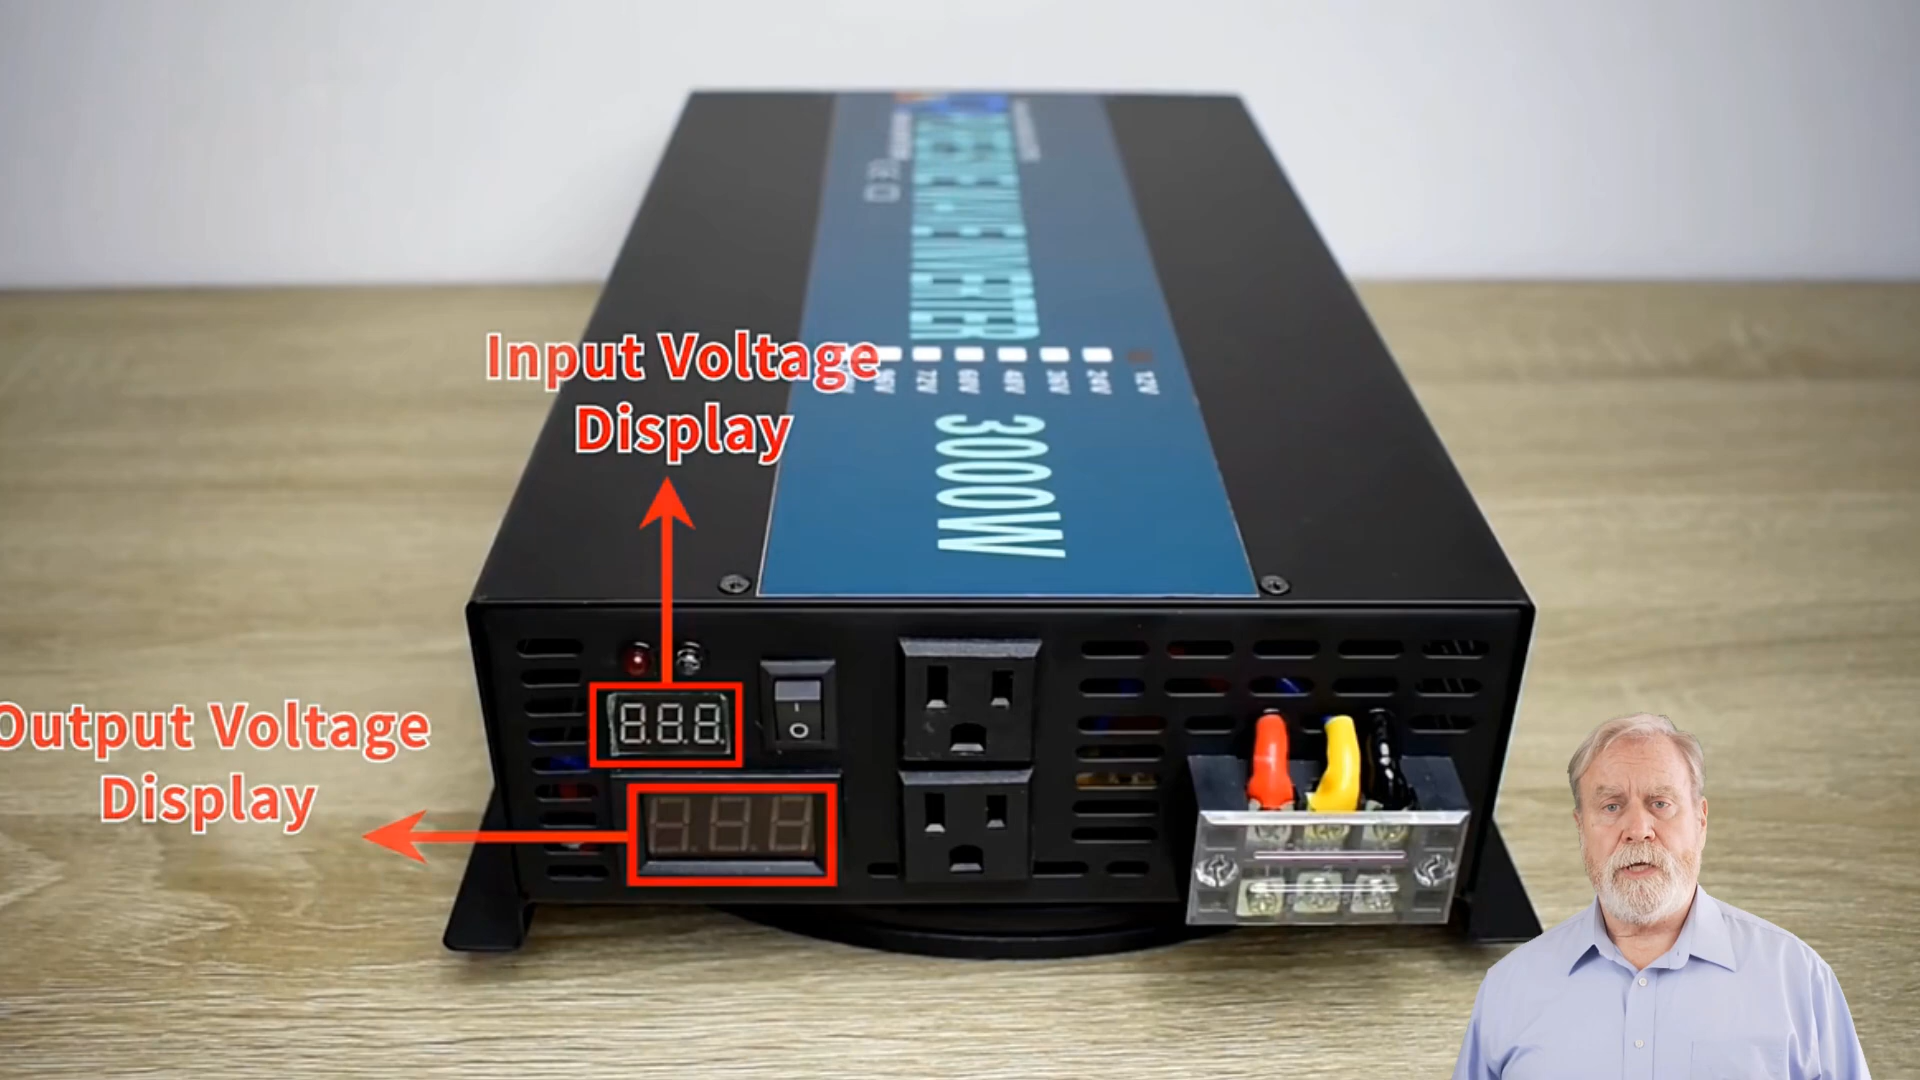 Input Voltage
Display
Output Voltage
Display
INVERTER
96V
72V
60V
48V
36V
24V
12V
3000W
8.8.8.
8.8.8